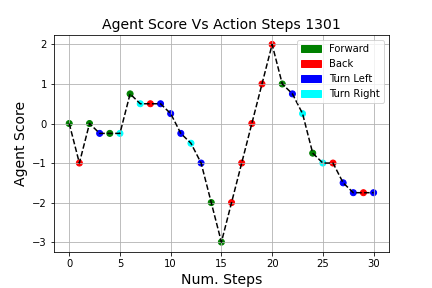 Agent Score Vs Action Steps 1301
Forward
Back
Turn Left
Turn Right
Agent Score
2
1
0
−1
−2
−3
0 5 10 15 20 25 30
Num. Steps